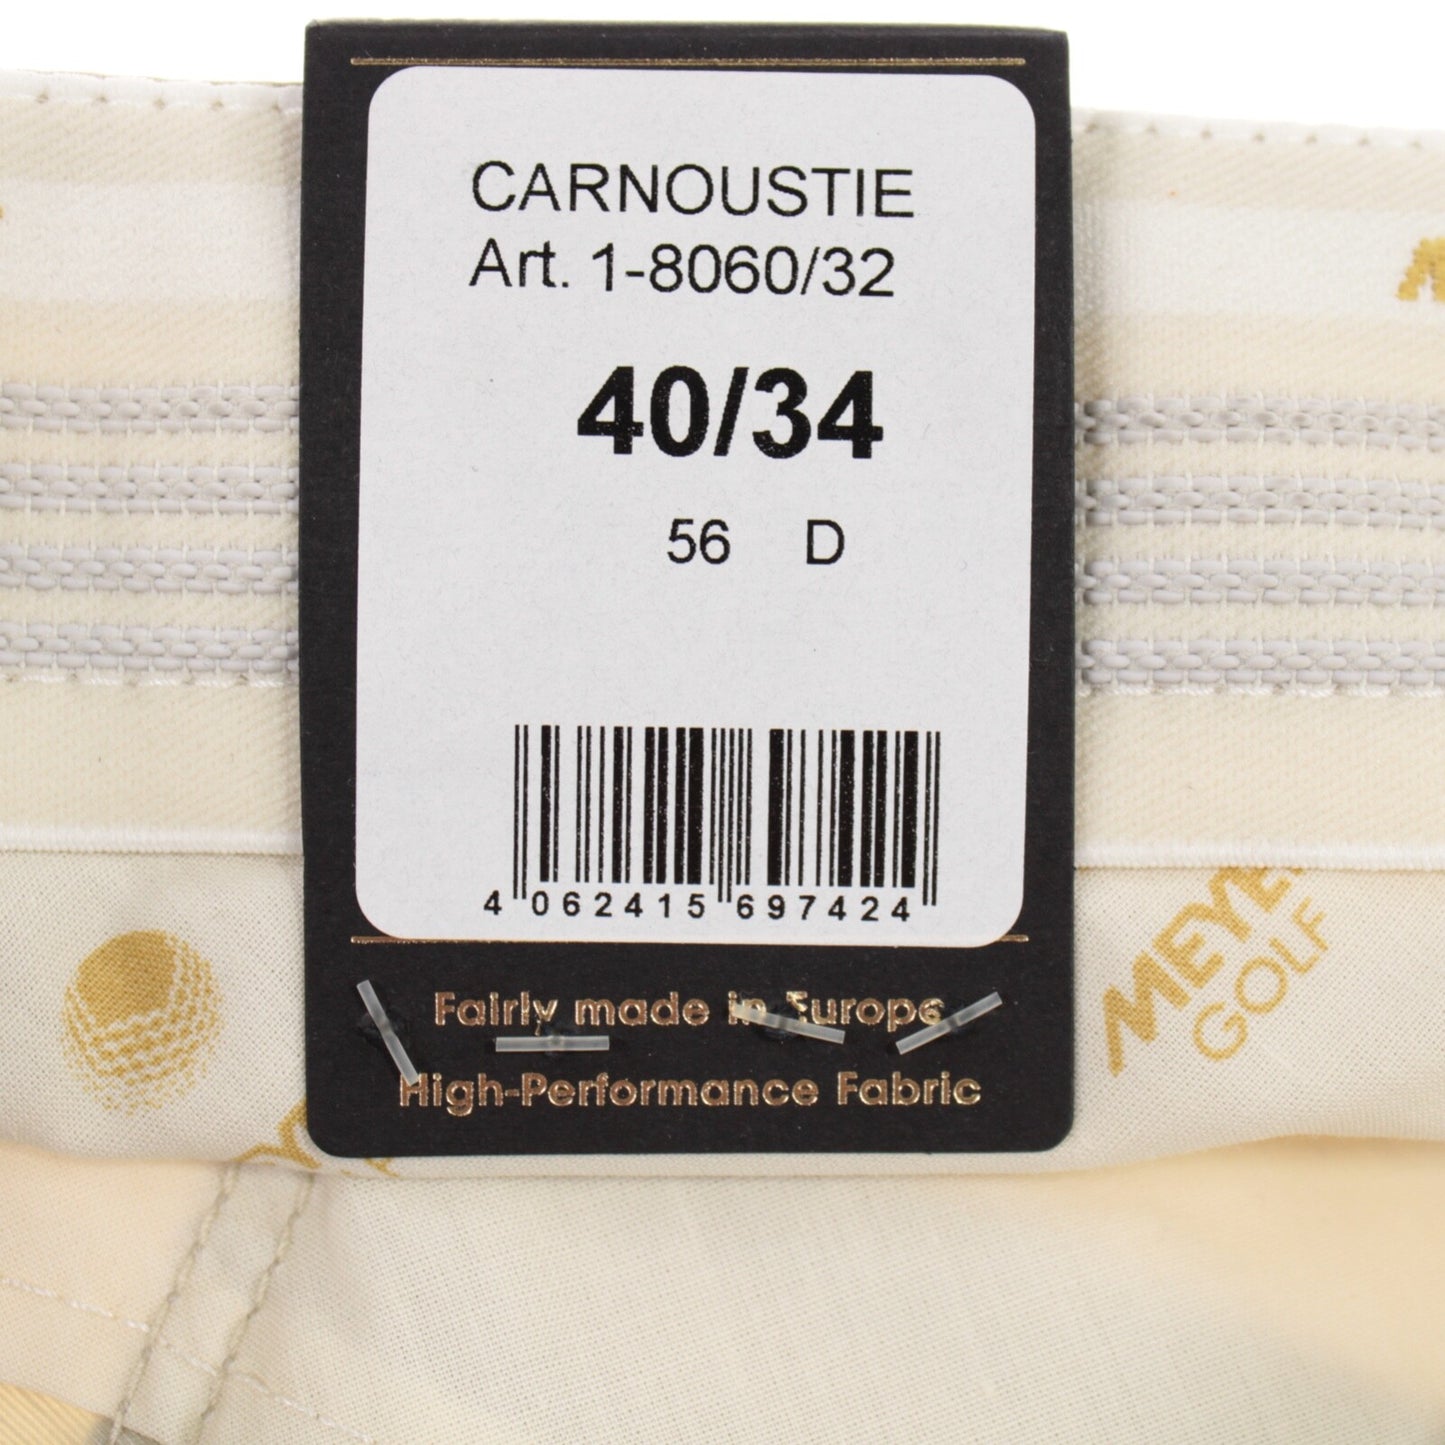 CARNOUSTIE
Art. 1-8060/32
40/34
56 D
4 062415 697424
Fairly made in Europe
High-Performance Fabric
MEYE
GOLF